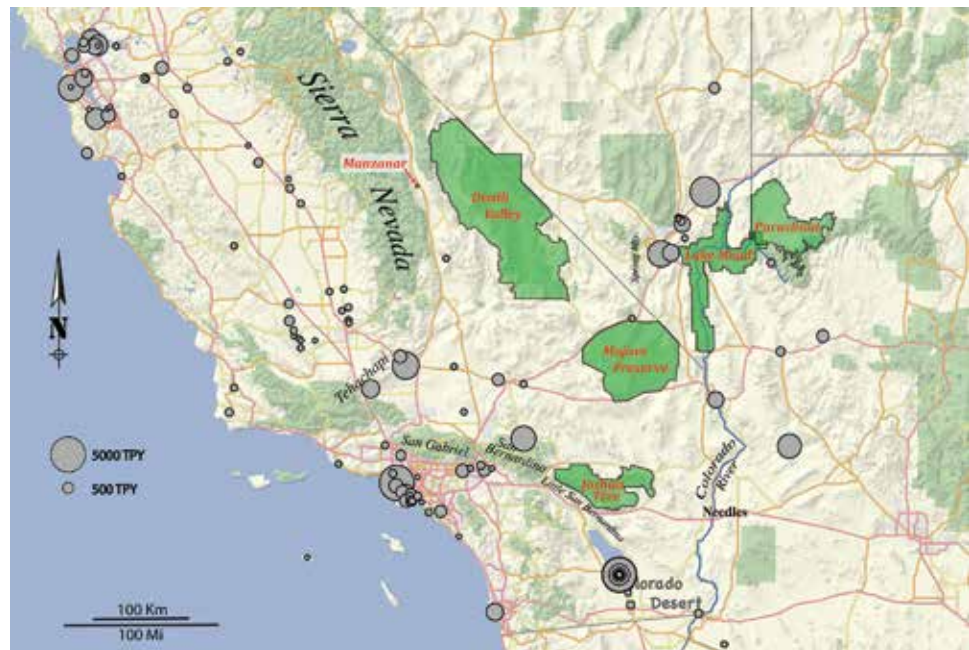 Sierra
Nevada
Manzanar
Death
Valley
Parashant
Lake Mead
Spring Mts
N
Mojave
Preserve
Tehachapi
5000 TPY
500 TPY
San Gabriel
San
Bernardino
Little San Bernardino
Joshua
Tree
Colorado
River
Needles
lorado
Desert
100 Km
100 Mi